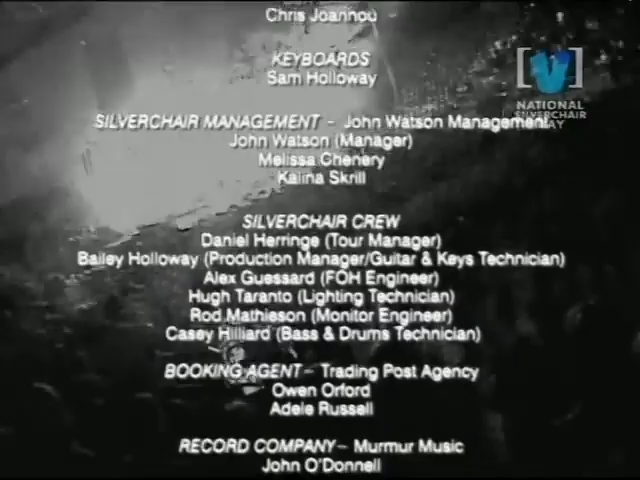 Chris Joannou
KEYBOARDS
Sam Holloway
[V]
NATIONAL
SILVERCHAIR
DAY
SILVERCHAIR MANAGEMENT - John Watson Management
John Watson (Manager)
Melissa Chenery
Kalina Skrill
SILVERCHAIR CREW
Daniel Herringe (Tour Manager)
Bailey Holloway (Production Manager/Guitar & Keys Technician)
Alex Guessard (FOH Engineer)
Hugh Taranto (Lighting Technician)
Rod Mathieson (Monitor Engineer)
Casey Hilliard (Bass & Drums Technician)
BOOKING AGENT- Trading Post Agency
Owen Orford
Adele Russell
RECORD COMPANY- Murmur Music
John O'Donnell